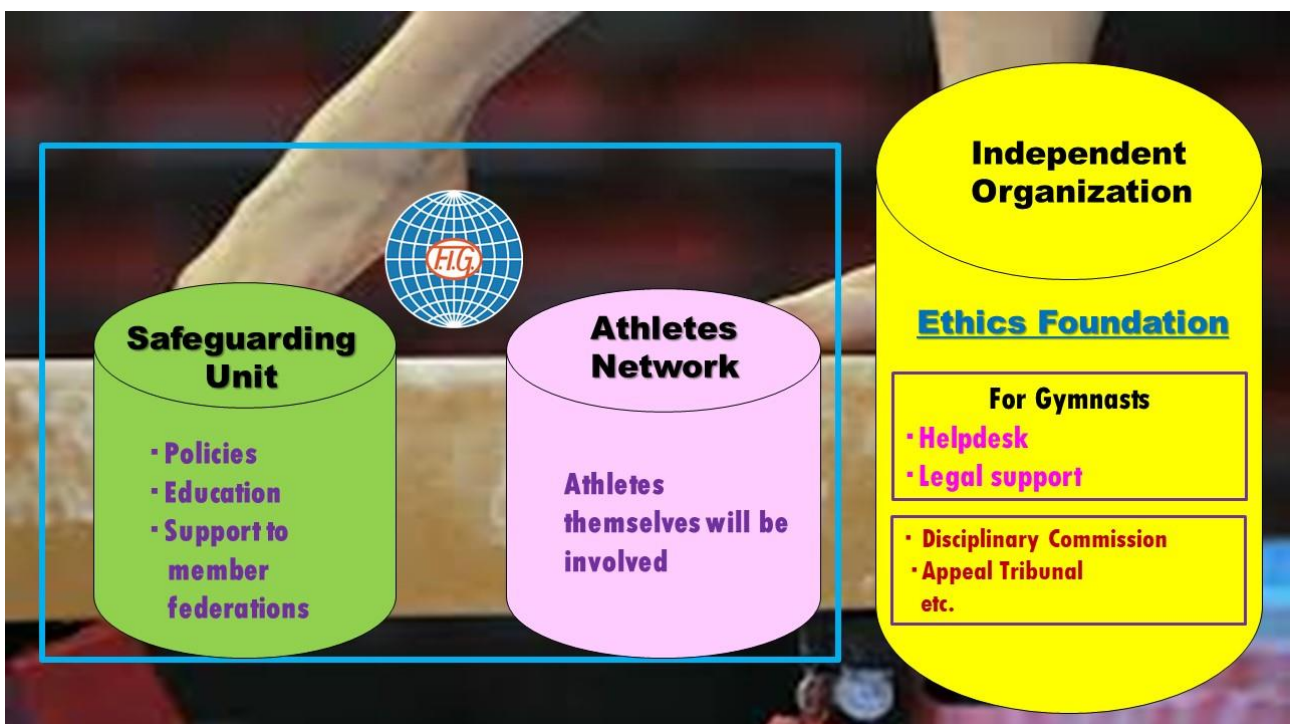 F.I.G.
Safeguarding
Unit
· Policies
· Education
· Support to
member
federations
Athletes
Network
Athletes
themselves will be
involved
Independent
Organization
Ethics Foundation
For Gymnasts
· Helpdesk
· Legal support
· Disciplinary Commission
· Appeal Tribunal
etc.